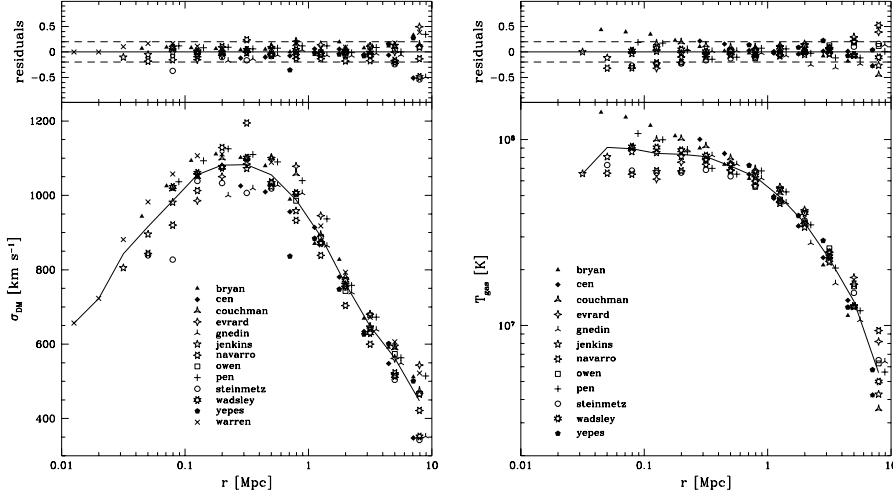 0.5
0
−0.5
residuals
1200
1000
800
600
400
σDM [km s⁻¹]
bryan
cen
couchman
evrard
gnedin
jenkins
navarro
owen
pen
steinmetz
wadsley
yepes
warren
0.01
0.1
1
10
r [Mpc]
0.5
0
−0.5
residuals
10⁸
10⁷
Tgas [K]
bryan
cen
couchman
evrard
gnedin
jenkins
navarro
owen
pen
steinmetz
wadsley
yepes
0.01
0.1
1
10
r [Mpc]